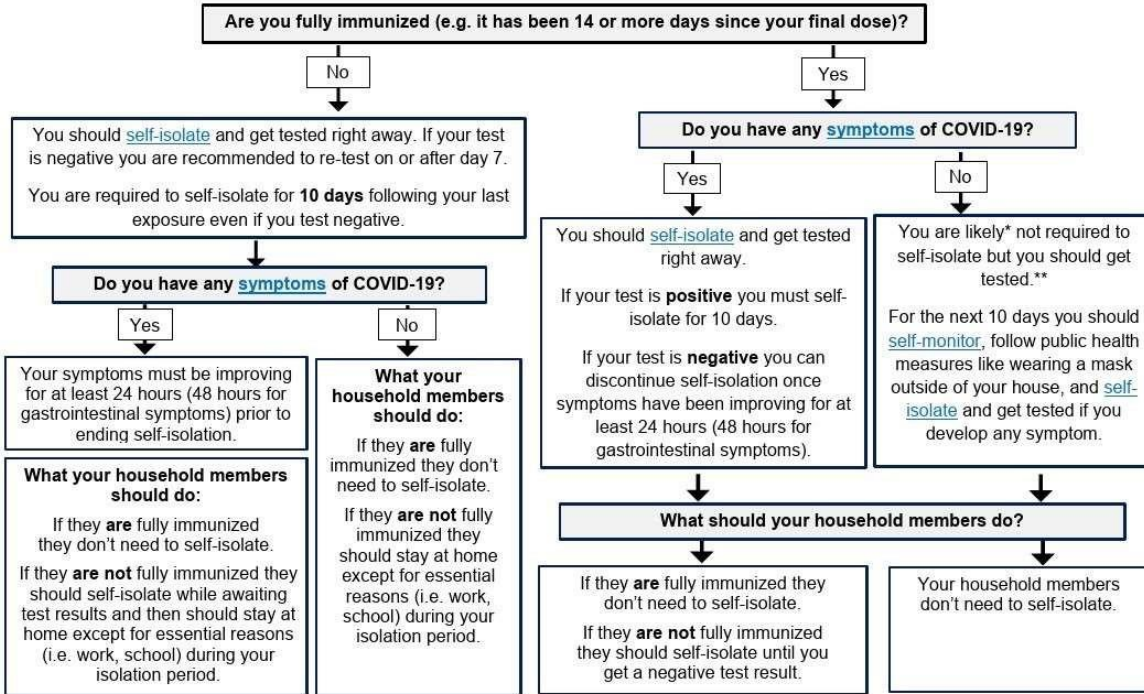 Are you fully immunized (e.g. it has been 14 or more days since your final dose)?
No
Yes
You should self-isolate and get tested right away. If your test
is negative you are recommended to re-test on or after day 7.
You are required to self-isolate for 10 days following your last
exposure even if you test negative.
Do you have any symptoms of COVID-19?
Yes
No
Your symptoms must be improving
for at least 24 hours (48 hours for
gastrointestinal symptoms) prior to
ending self-isolation.
What your household members
should do:
If they are fully immunized
they don’t need to self-isolate.
If they are not fully immunized they
should self-isolate while awaiting
test results and then should stay at
home except for essential reasons
(i.e. work, school) during your
isolation period.
What your
household members
should do:
If they are fully
immunized they don’t
need to self-isolate.
If they are not fully
immunized they
should stay at home
except for essential
reasons (i.e. work,
school) during your
isolation period.
Do you have any symptoms of COVID-19?
Yes
No
You should self-isolate and get tested
right away.
If your test is positive you must self-
isolate for 10 days.
If your test is negative you can
discontinue self-isolation once
symptoms have been improving for at
least 24 hours (48 hours for
gastrointestinal symptoms).
You are likely* not required to
self-isolate but you should get
tested.**
For the next 10 days you should
self-monitor, follow public health
measures like wearing a mask
outside of your house, and self-
isolate and get tested if you
develop any symptom.
What should your household members do?
If they are fully immunized they
don’t need to self-isolate.
If they are not fully immunized
they should self-isolate until you
get a negative test result.
Your household members
don’t need to self-isolate.